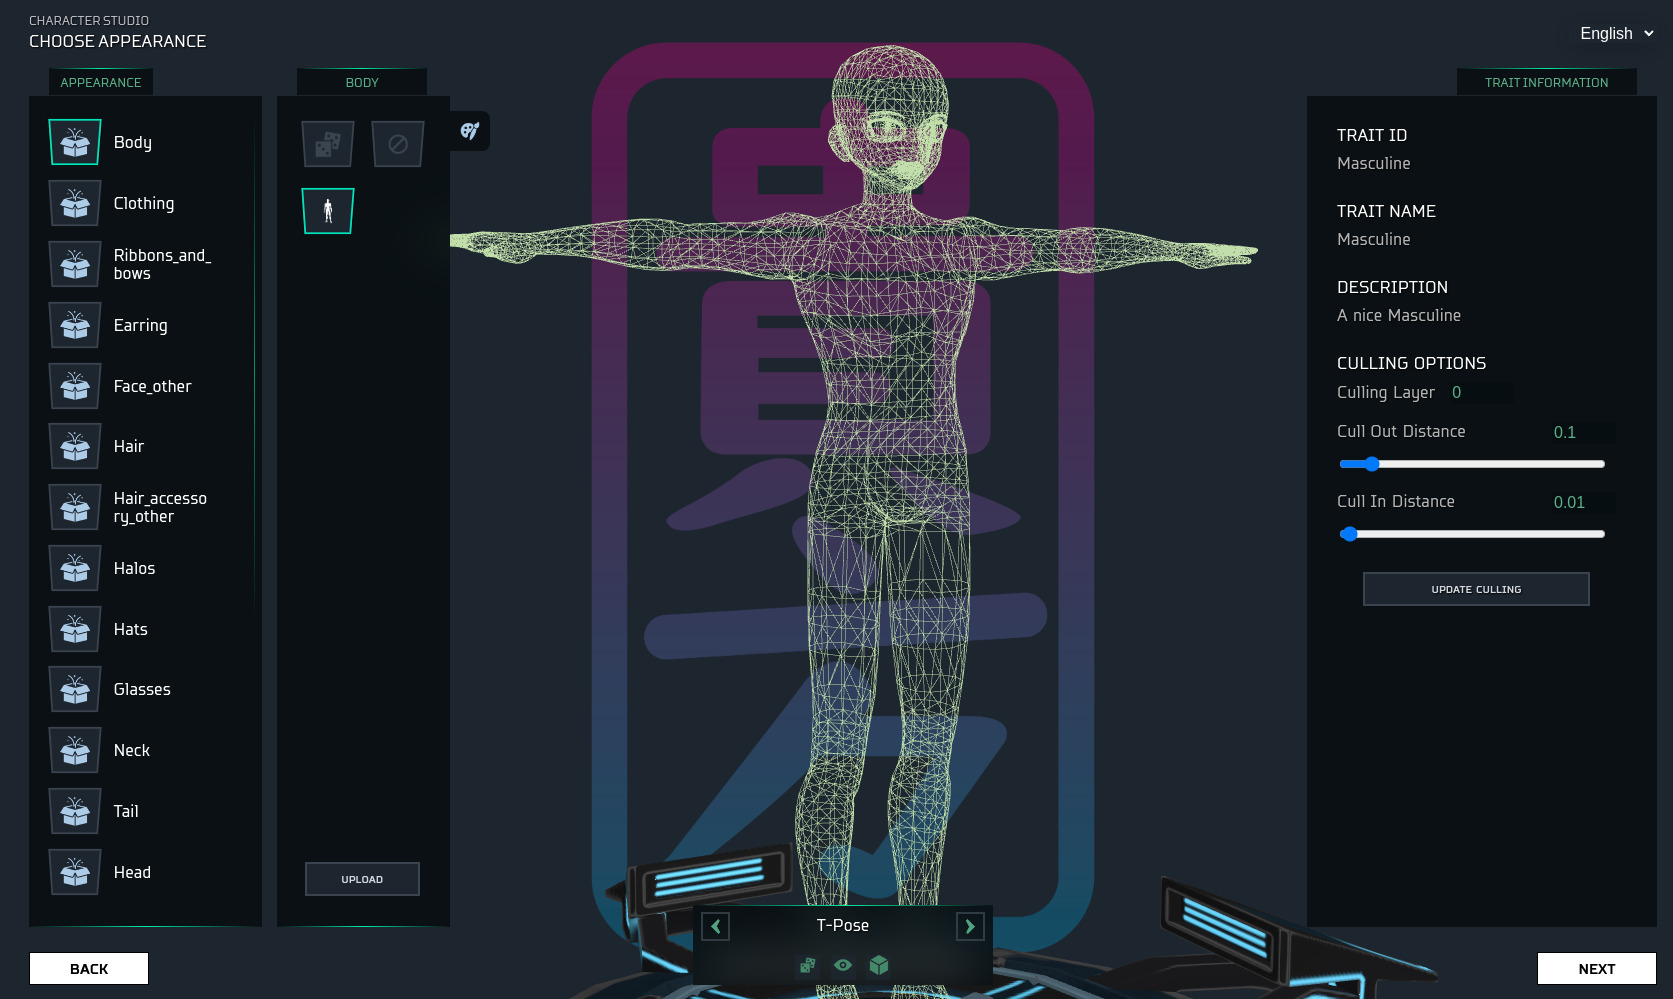 CHARACTER STUDIO
CHOOSE APPEARANCE
English
APPEARANCE
Body
Clothing
Ribbons_and_
bows
Earring
Face_other
Hair
Hair_accesso
ry_other
Halos
Hats
Glasses
Neck
Tail
Head
BODY
UPLOAD
TRAIT INFORMATION
TRAIT ID
Masculine
TRAIT NAME
Masculine
DESCRIPTION
A nice Masculine
CULLING OPTIONS
Culling Layer 0
Cull Out Distance 0.1
Cull In Distance 0.01
UPDATE CULLING
T-Pose
BACK
NEXT